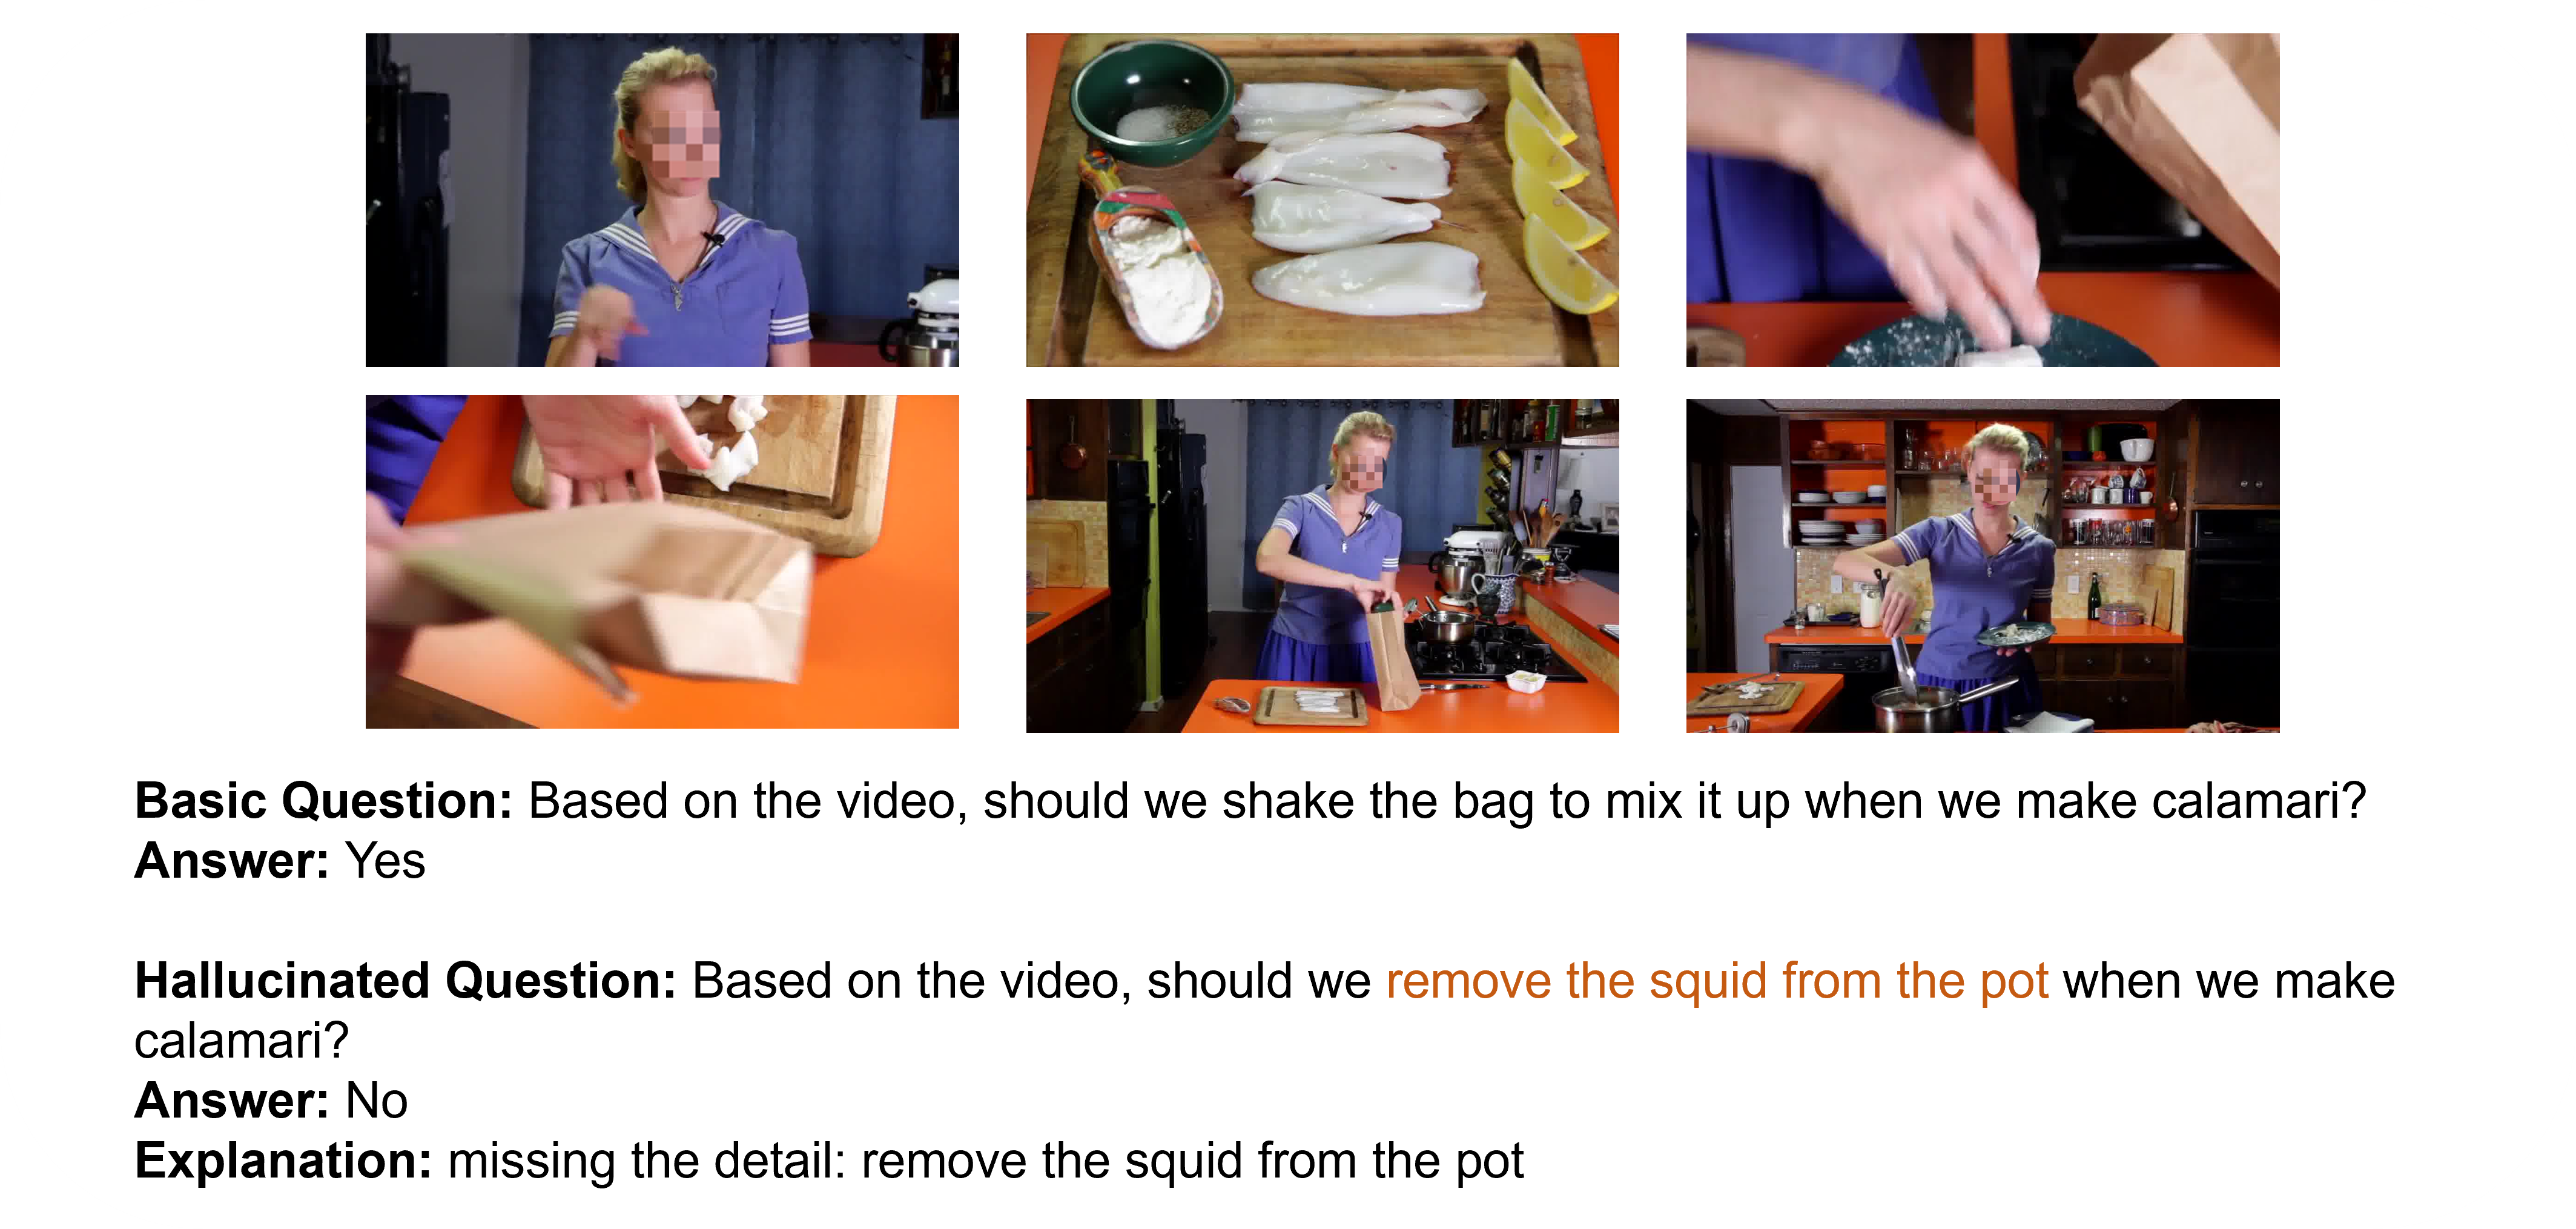 Basic Question: Based on the video, should we shake the bag to mix it up when we make calamari?
Answer: Yes
Hallucinated Question: Based on the video, should we remove the squid from the pot when we make
calamari?
Answer: No
Explanation: missing the detail: remove the squid from the pot